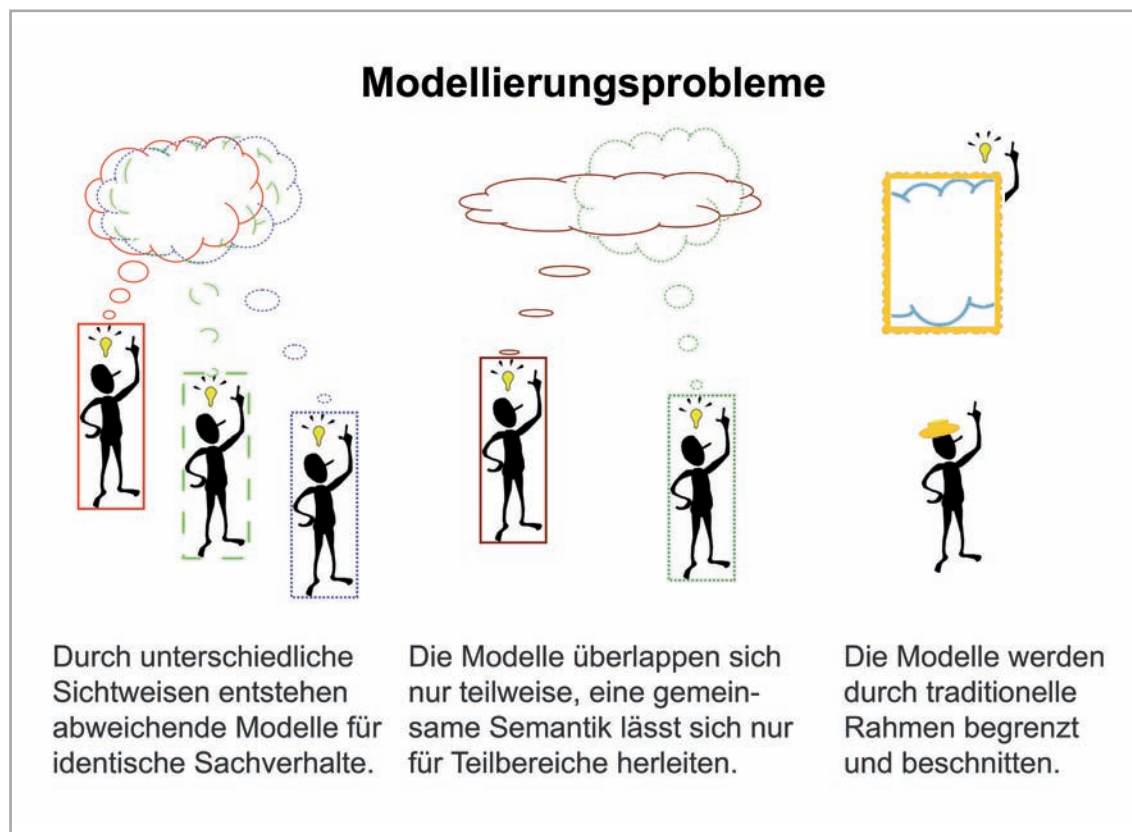 Modellierungsprobleme
Durch unterschiedliche
Sichtweisen entstehen
abweichende Modelle für
identische Sachverhalte.
Die Modelle überlappen sich
nur teilweise, eine gemein-
same Semantik lässt sich nur
für Teilbereiche herleiten.
Die Modelle werden
durch traditionelle
Rahmen begrenzt
und beschnitten.